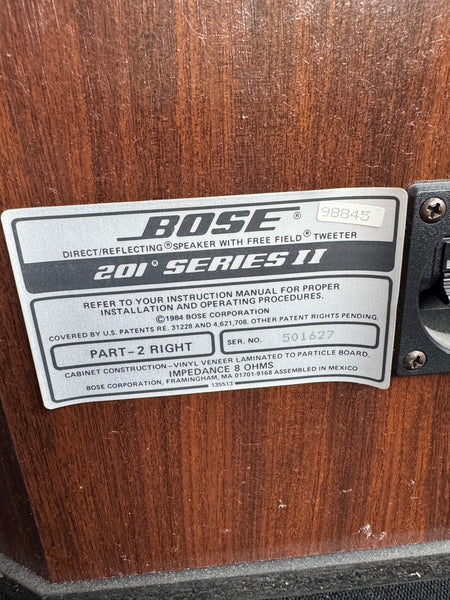 BOSE® 98845
DIRECT/REFLECTING® SPEAKER WITH FREE FIELD® TWEETER
201® SERIES II
REFER TO YOUR INSTRUCTION MANUAL FOR PROPER
INSTALLATION AND OPERATING PROCEDURES.
©1984 BOSE CORPORATION
COVERED BY U.S. PATENTS RE. 31228 AND 4,621,708. OTHER PATENT RIGHTS PENDING.
PART-2 RIGHT
SER. NO. 501627
CABINET CONSTRUCTION-VINYL VENEER LAMINATED TO PARTICLE BOARD.
IMPEDANCE 8 OHMS
BOSE CORPORATION, FRAMINGHAM, MA 01701-9168 ASSEMBLED IN MEXICO
135513